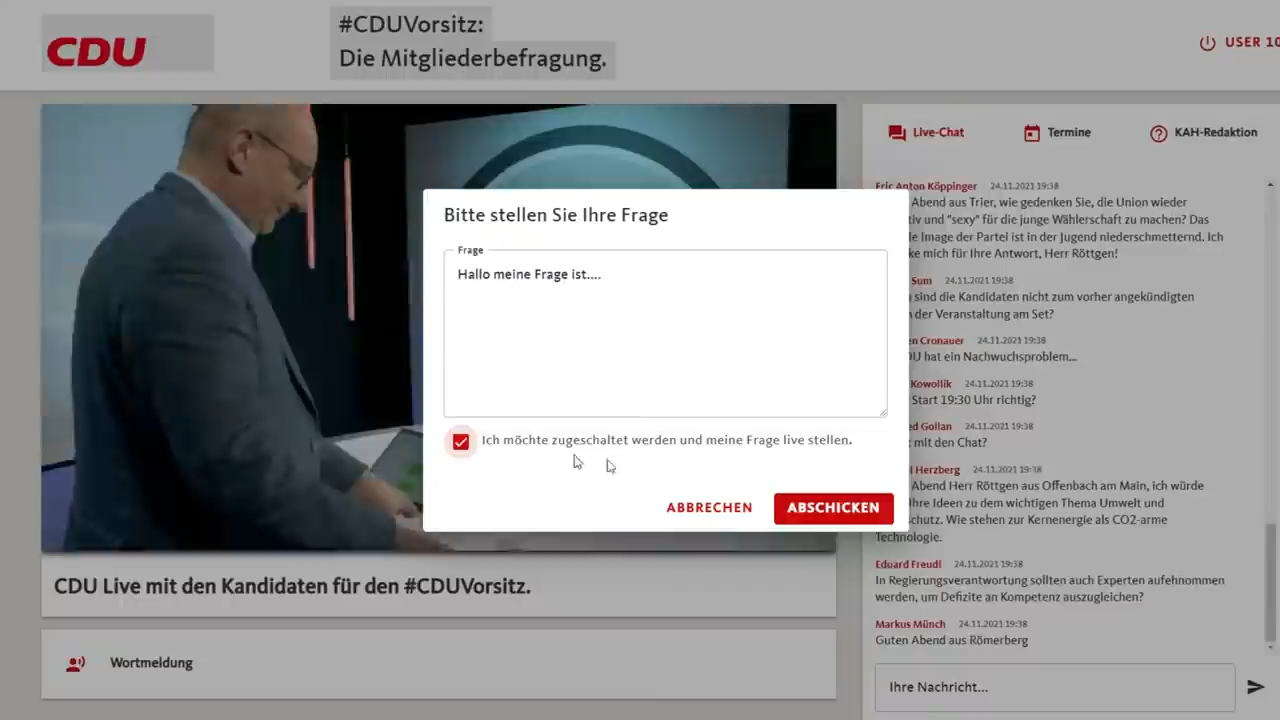 CDU
#CDUVorsitz:
Die Mitgliederbefragung.
USER 10
Live-Chat
Termine
KAH-Redaktion
Bitte stellen Sie Ihre Frage
Frage
Hallo meine Frage ist....
Ich möchte zugeschaltet werden und meine Frage live stellen.
ABBRECHEN
ABSCHICKEN
Eric Anton Köppinger 24.11.2021 19:38
Abend aus Trier, wie gedenken Sie, die Union wieder
und "sexy" für die junge Wählerschaft zu machen? Das
Image der Partei ist in der Jugend niederschmetternd. Ich
mich für Ihre Antwort, Herr Röttgen!
Sum 24.11.2021 19:38
sind die Kandidaten nicht zum vorher angekündigten
der Veranstaltung am Set?
Cronauer 24.11.2021 19:38
hat ein Nachwuchsproblem...
Kowollik 24.11.2021 19:38
Start 19:30 Uhr richtig?
Gollan 24.11.2021 19:38
mit den Chat?
Herzberg 24.11.2021 19:38
Abend Herr Röttgen aus Offenbach am Main, ich würde
Ihre Ideen zu dem wichtigen Thema Umwelt und
Wie stehen zur Kernenergie als CO2-arme
Technologie.
Eduard Freudl 24.11.2021 19:38
In Regierungsverantwortung sollten auch Experten aufehnommen
werden, um Defizite an Kompetenz auszugleichen?
Markus Münch 24.11.2021 19:38
Guten Abend aus Römerberg
Ihre Nachricht...
CDU Live mit den Kandidaten für den #CDUVorsitz.
Wortmeldung